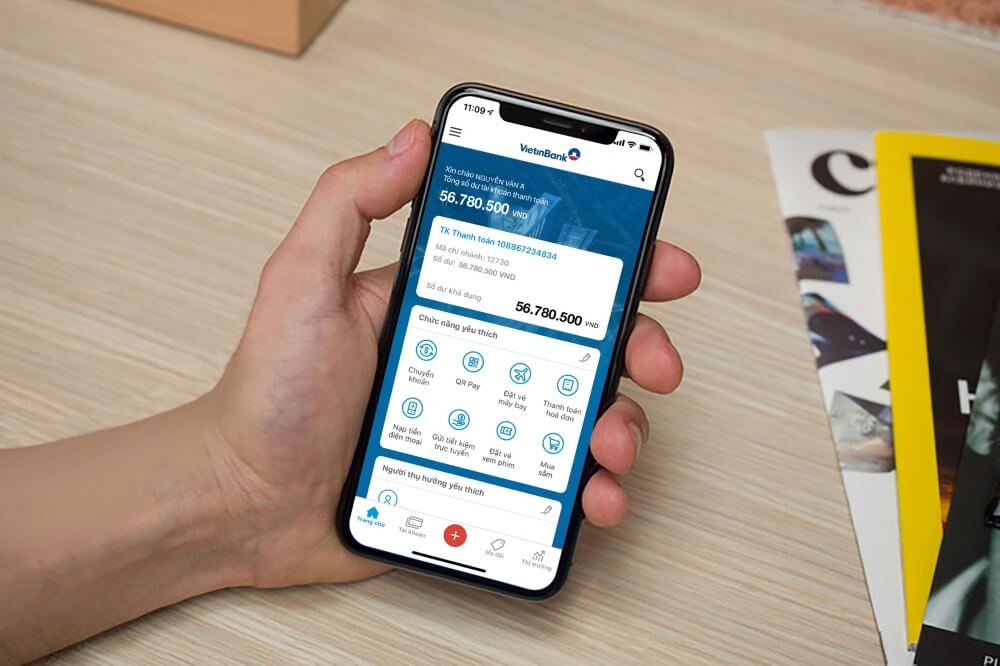 11:09
VietinBank
Xin chào NGUYỄN VĂN A
Tổng số dư tài khoản thanh toán:
56.780.500 VND
TK Thanh toán 108867234834
Mã chi nhánh: 12730
Số dư: 56.780.500 VND
Số dư khả dụng
56.780.500 VND
Chức năng yêu thích
Chuyển
khoản
QR Pay
Đặt vé
máy bay
Thanh toán
hoá đơn
Nạp tiền
điện thoại
Gửi tiết kiệm
trực tuyến
Đặt vé
xem phim
Mua
sắm
Người thụ hưởng yêu thích
Trang chủ
Tài khoản
Ưu đãi
Thị trường
C
H